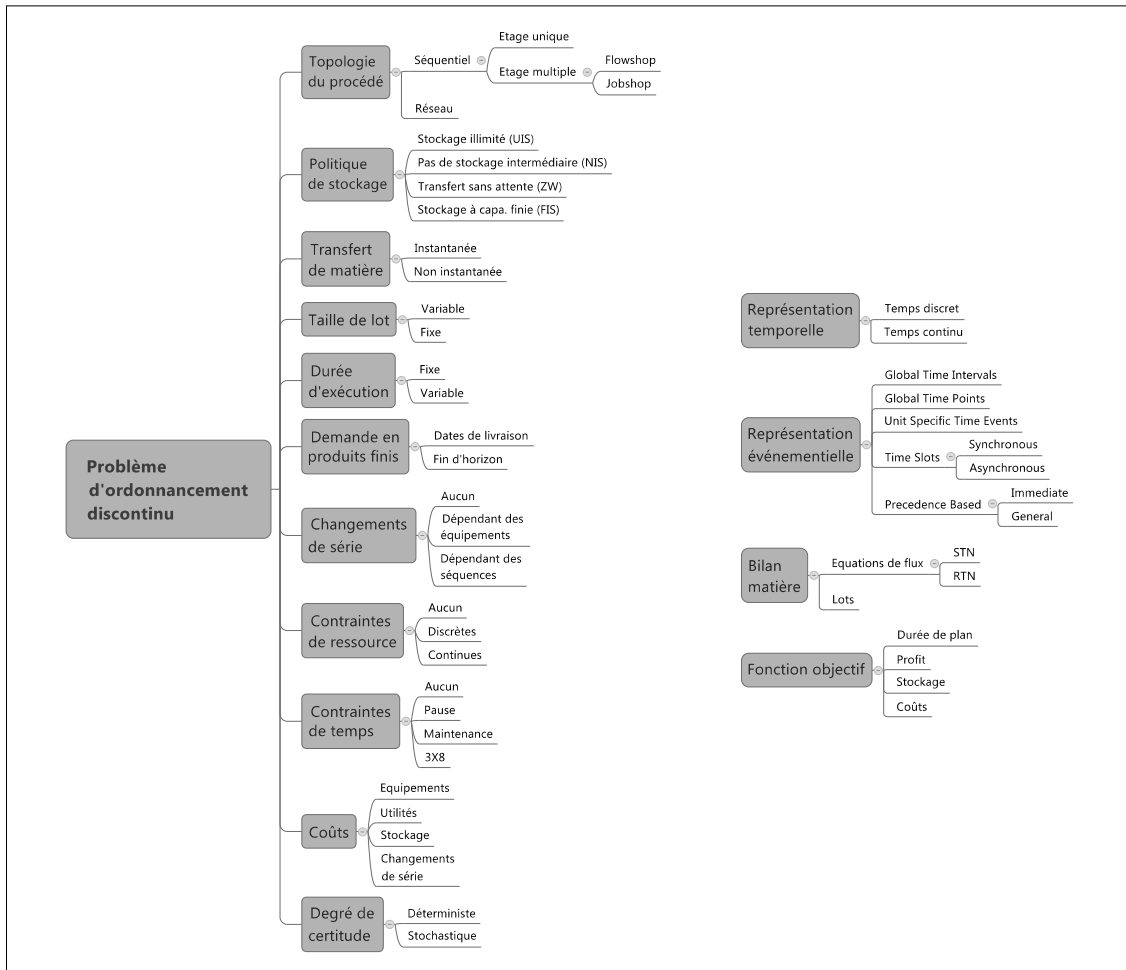 Problème
d'ordonnancement
discontinu
Topologie
du procédé
Séquentiel
Etage unique
Etage multiple
Flowshop
Jobshop
Réseau
Politique
de stockage
Stockage illimité (UIS)
Pas de stockage intermédiaire (NIS)
Transfert sans attente (ZW)
Stockage à capa. finie (FIS)
Transfert
de matière
Instantanée
Non instantanée
Taille de lot
Variable
Fixe
Durée
d'exécution
Fixe
Variable
Demande en
produits finis
Dates de livraison
Fin d'horizon
Changements
de série
Aucun
Dépendant des
équipements
Dépendant des
séquences
Contraintes
de ressource
Aucun
Discrètes
Continues
Contraintes
de temps
Aucun
Pause
Maintenance
3X8
Coûts
Equipements
Utilités
Stockage
Changements
de série
Degré de
certitude
Déterministe
Stochastique
Représentation
temporelle
Temps discret
Temps continu
Représentation
événementielle
Global Time Intervals
Global Time Points
Unit Specific Time Events
Time Slots
Synchronous
Asynchronous
Precedence Based
Immediate
General
Bilan
matière
Equations de flux
STN
RTN
Lots
Fonction objectif
Durée de plan
Profit
Stockage
Coûts